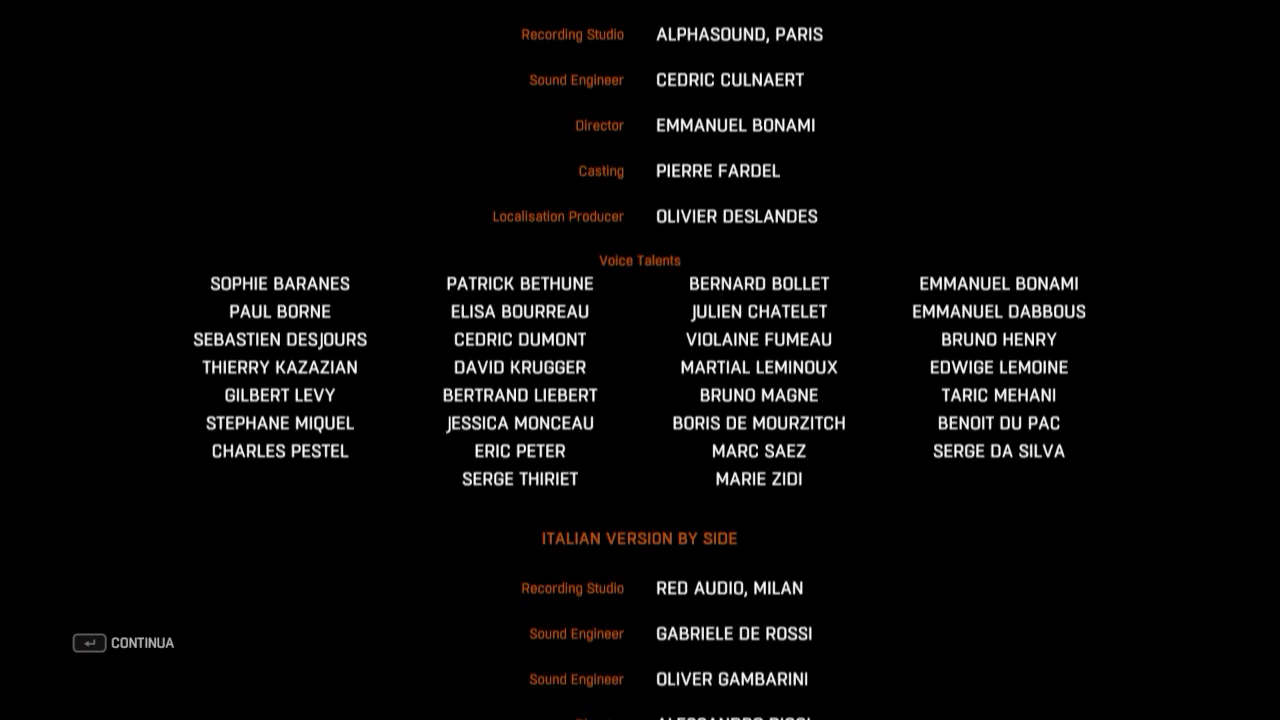 Recording Studio ALPHASOUND, PARIS
Sound Engineer CEDRIC CULNAERT
Director EMMANUEL BONAMI
Casting PIERRE FARDEL
Localisation Producer OLIVIER DESLANDES
Voice Talents
SOPHIE BARANES PATRICK BETHUNE BERNARD BOLLET EMMANUEL BONAMI
PAUL BORNE ELISA BOURREAU JULIEN CHATELET EMMANUEL DABBOUS
SEBASTIEN DESJOURS CEDRIC DUMONT VIOLAINE FUMEAU BRUNO HENRY
THIERRY KAZAZIAN DAVID KRUGGER MARTIAL LEMINOUX EDWIGE LEMOINE
GILBERT LEVY BERTRAND LIEBERT BRUNO MAGNE TARIC MEHANI
STEPHANE MIQUEL JESSICA MONCEAU BORIS DE MOURZITCH BENOIT DU PAC
CHARLES PESTEL ERIC PETER MARC SAEZ SERGE DA SILVA
SERGE THIRIET MARIE ZIDI
ITALIAN VERSION BY SIDE
Recording Studio RED AUDIO, MILAN
Sound Engineer GABRIELE DE ROSSI
CONTINUA
Sound Engineer OLIVER GAMBARINI